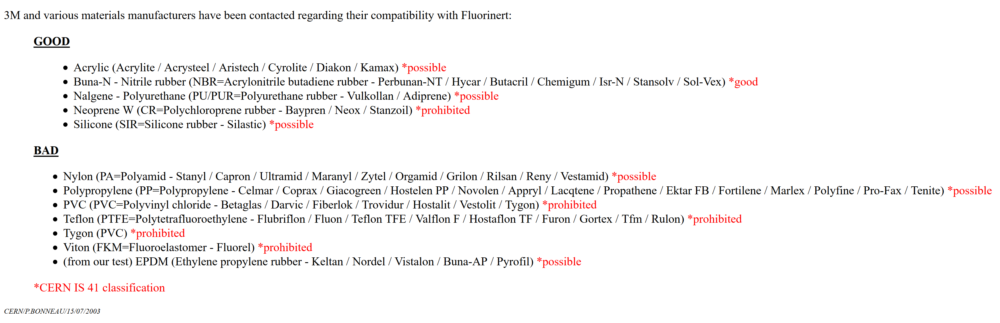 3M and various materials manufacturers have been contacted regarding their compatibility with Fluorinert:
GOOD
• Acrylic (Acrylite / Acrysteel / Aristech / Cyrolite / Diakon / Kamax) *possible
• Buna-N - Nitrile rubber (NBR=Acrylonitrile butadiene rubber - Perbunan-NT / Hycar / Butacril / Chemigum / Isr-N / Stansolv / Sol-Vex) *good
• Nalgene - Polyurethane (PU/PUR=Polyurethane rubber - Vulkollan / Adiprene) *possible
• Neoprene W (CR=Polychloroprene rubber - Baypren / Neox / Stanzoil) *prohibited
• Silicone (SIR=Silicone rubber - Silastic) *possible
BAD
• Nylon (PA=Polyamid - Stanyl / Capron / Ultramid / Maranyl / Zytel / Orgamid / Grilon / Rilsan / Reny / Vestamid) *possible
• Polypropylene (PP=Polypropylene - Celmar / Coprax / Giacogreen / Hostelen PP / Novolen / Appryl / Lacqtene / Propathene / Ektar FB / Fortilene / Marlex / Polyfine / Pro-Fax / Tenite) *possible
• PVC (PVC=Polyvinyl chloride - Betaglas / Darvic / Fiberlok / Trovidur / Hostalit / Vestolit / Tygon) *prohibited
• Teflon (PTFE=Polytetrafluoroethylene - Flubriflon / Fluon / Teflon TFE / Valflon F / Hostaflon TF / Furon / Gortex / Tfm / Rulon) *prohibited
• Tygon (PVC) *prohibited
• Viton (FKM=Fluoroelastomer - Fluorel) *prohibited
• (from our test) EPDM (Ethylene propylene rubber - Keltan / Nordel / Vistalon / Buna-AP / Pyrofil) *possible
*CERN IS 41 classification
CERN/P.BONNEAU/15/07/2003